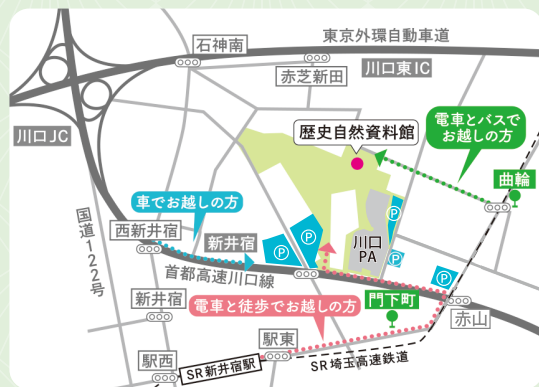 東京外環自動車道
石神南
赤芝新田
川口東IC
川口JC
歴史自然資料館
電車とバスで
お越しの方
曲輪
車でお越しの方
国道122号
西新井宿
新井宿
川口
PA
P
P
P
P
P
首都高速川口線
新井宿
電車と徒歩でお越しの方
門下町
赤山
駅東
駅西
SR新井宿駅
SR埼玉高速鉄道